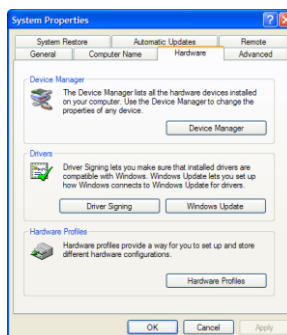 System Properties
System Restore Automatic Updates Remote
General Computer Name Hardware Advanced
Device Manager
The Device Manager lists all the hardware devices installed
on your computer. Use the Device Manager to change the
properties of any device.
Device Manager
Drivers
Driver Signing lets you make sure that installed drivers are
compatible with Windows. Windows Update lets you set up
how Windows connects to Windows Update for drivers.
Driver Signing Windows Update
Hardware Profiles
Hardware profiles provide a way for you to set up and store
different hardware configurations.
Hardware Profiles
OK Cancel Apply